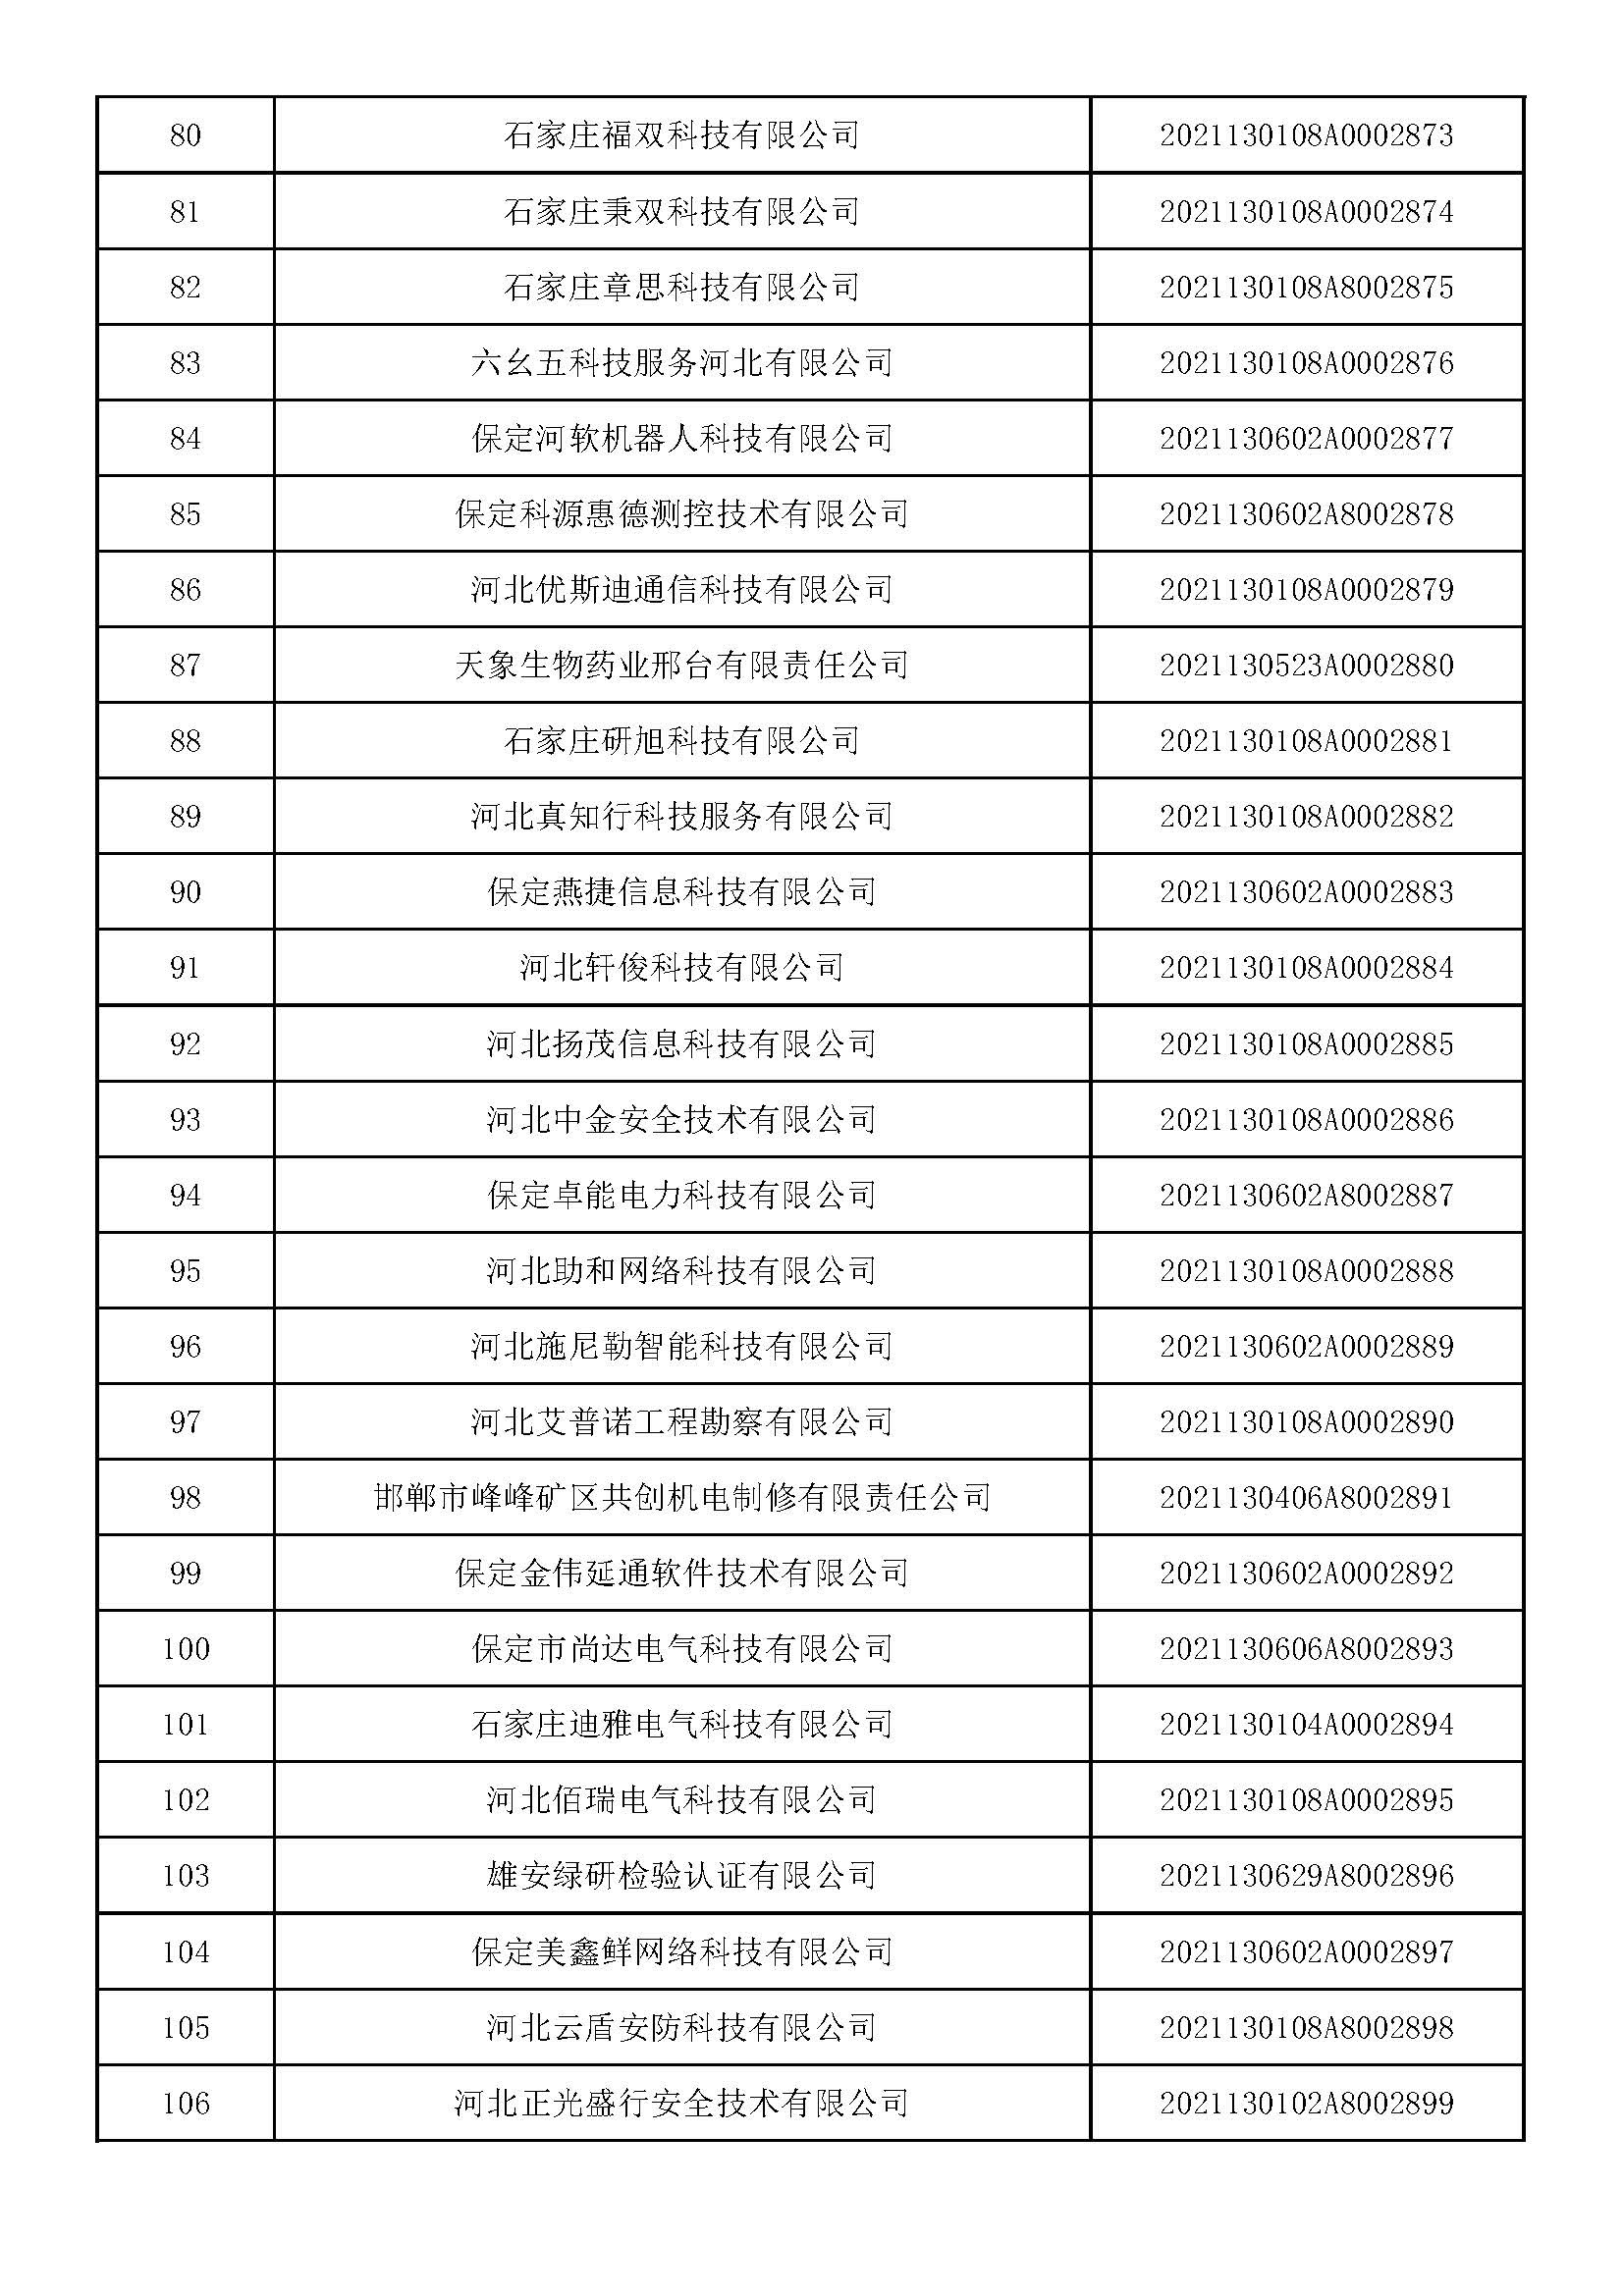 80 石家庄福双科技有限公司 2021130108A0002873
81 石家庄秉双科技有限公司 2021130108A0002874
82 石家庄章思科技有限公司 2021130108A8002875
83 六幺五科技服务河北有限公司 2021130108A0002876
84 保定河软机器人科技有限公司 2021130602A0002877
85 保定科源惠德测控技术有限公司 2021130602A8002878
86 河北优斯迪通信科技有限公司 2021130108A0002879
87 天象生物药业邢台有限责任公司 2021130523A0002880
88 石家庄研旭科技有限公司 2021130108A0002881
89 河北真知行科技服务有限公司 2021130108A0002882
90 保定燕捷信息科技有限公司 2021130602A0002883
91 河北轩俊科技有限公司 2021130108A0002884
92 河北扬茂信息科技有限公司 2021130108A0002885
93 河北中金安全技术有限公司 2021130108A0002886
94 保定卓能电力科技有限公司 2021130602A8002887
95 河北助和网络科技有限公司 2021130108A0002888
96 河北施尼勒智能科技有限公司 2021130602A0002889
97 河北艾普诺工程勘察有限公司 2021130108A0002890
98 邯郸市峰峰矿区共创机电制修有限责任公司 2021130406A8002891
99 保定金伟延通软件技术有限公司 2021130602A0002892
100 保定市尚达电气科技有限公司 2021130606A8002893
101 石家庄迪雅电气科技有限公司 2021130104A0002894
102 河北佰瑞电气科技有限公司 2021130108A0002895
103 雄安绿研检验认证有限公司 2021130629A8002896
104 保定美鑫鲜网络科技有限公司 2021130602A0002897
105 河北云盾安防科技有限公司 2021130108A8002898
106 河北正光盛行安全技术有限公司 2021130102A8002899